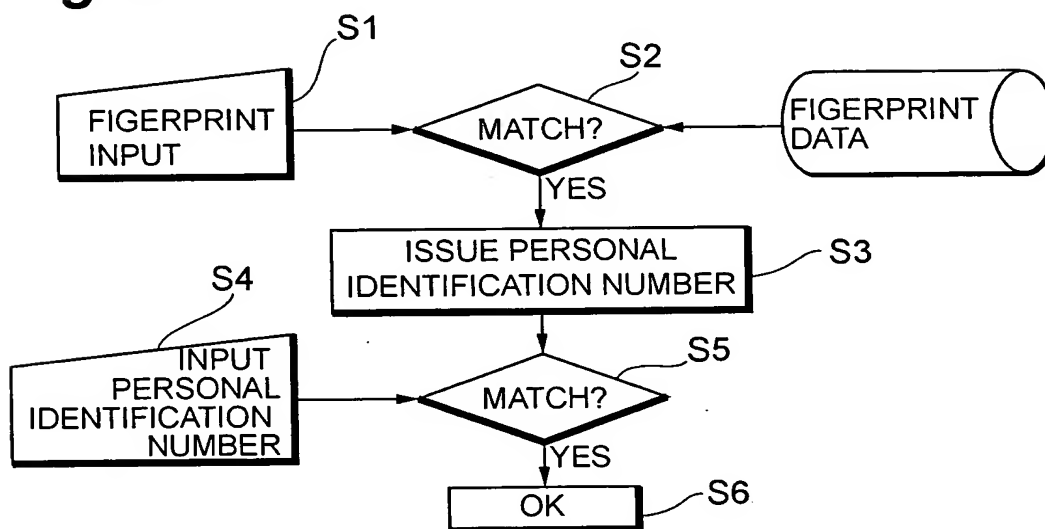 S1
S2
FIGERPRINT
INPUT
MATCH?
FIGERPRINT
DATA
YES
ISSUE PERSONAL
IDENTIFICATION NUMBER
S3
S4
INPUT
PERSONAL
IDENTIFICATION
NUMBER
S5
MATCH?
YES
OK
S6